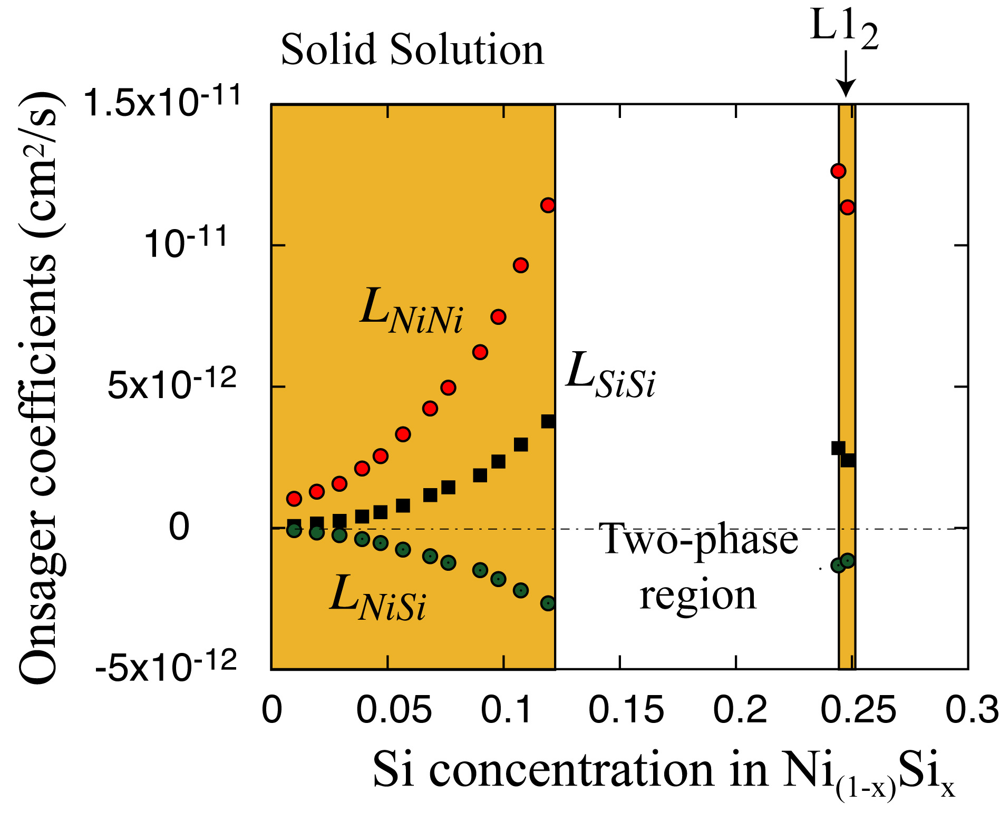 L1₂
Solid Solution
Onsager coefficients (cm²/s)
1.5x10⁻¹¹
10⁻¹¹
5x10⁻¹²
0
-5x10⁻¹²
L_NiNi
L_SiSi
L_NiSi
Two-phase
region
0 0.05 0.1 0.15 0.2 0.25 0.3
Si concentration in Ni₍₁₋ₓ₎Siₓ